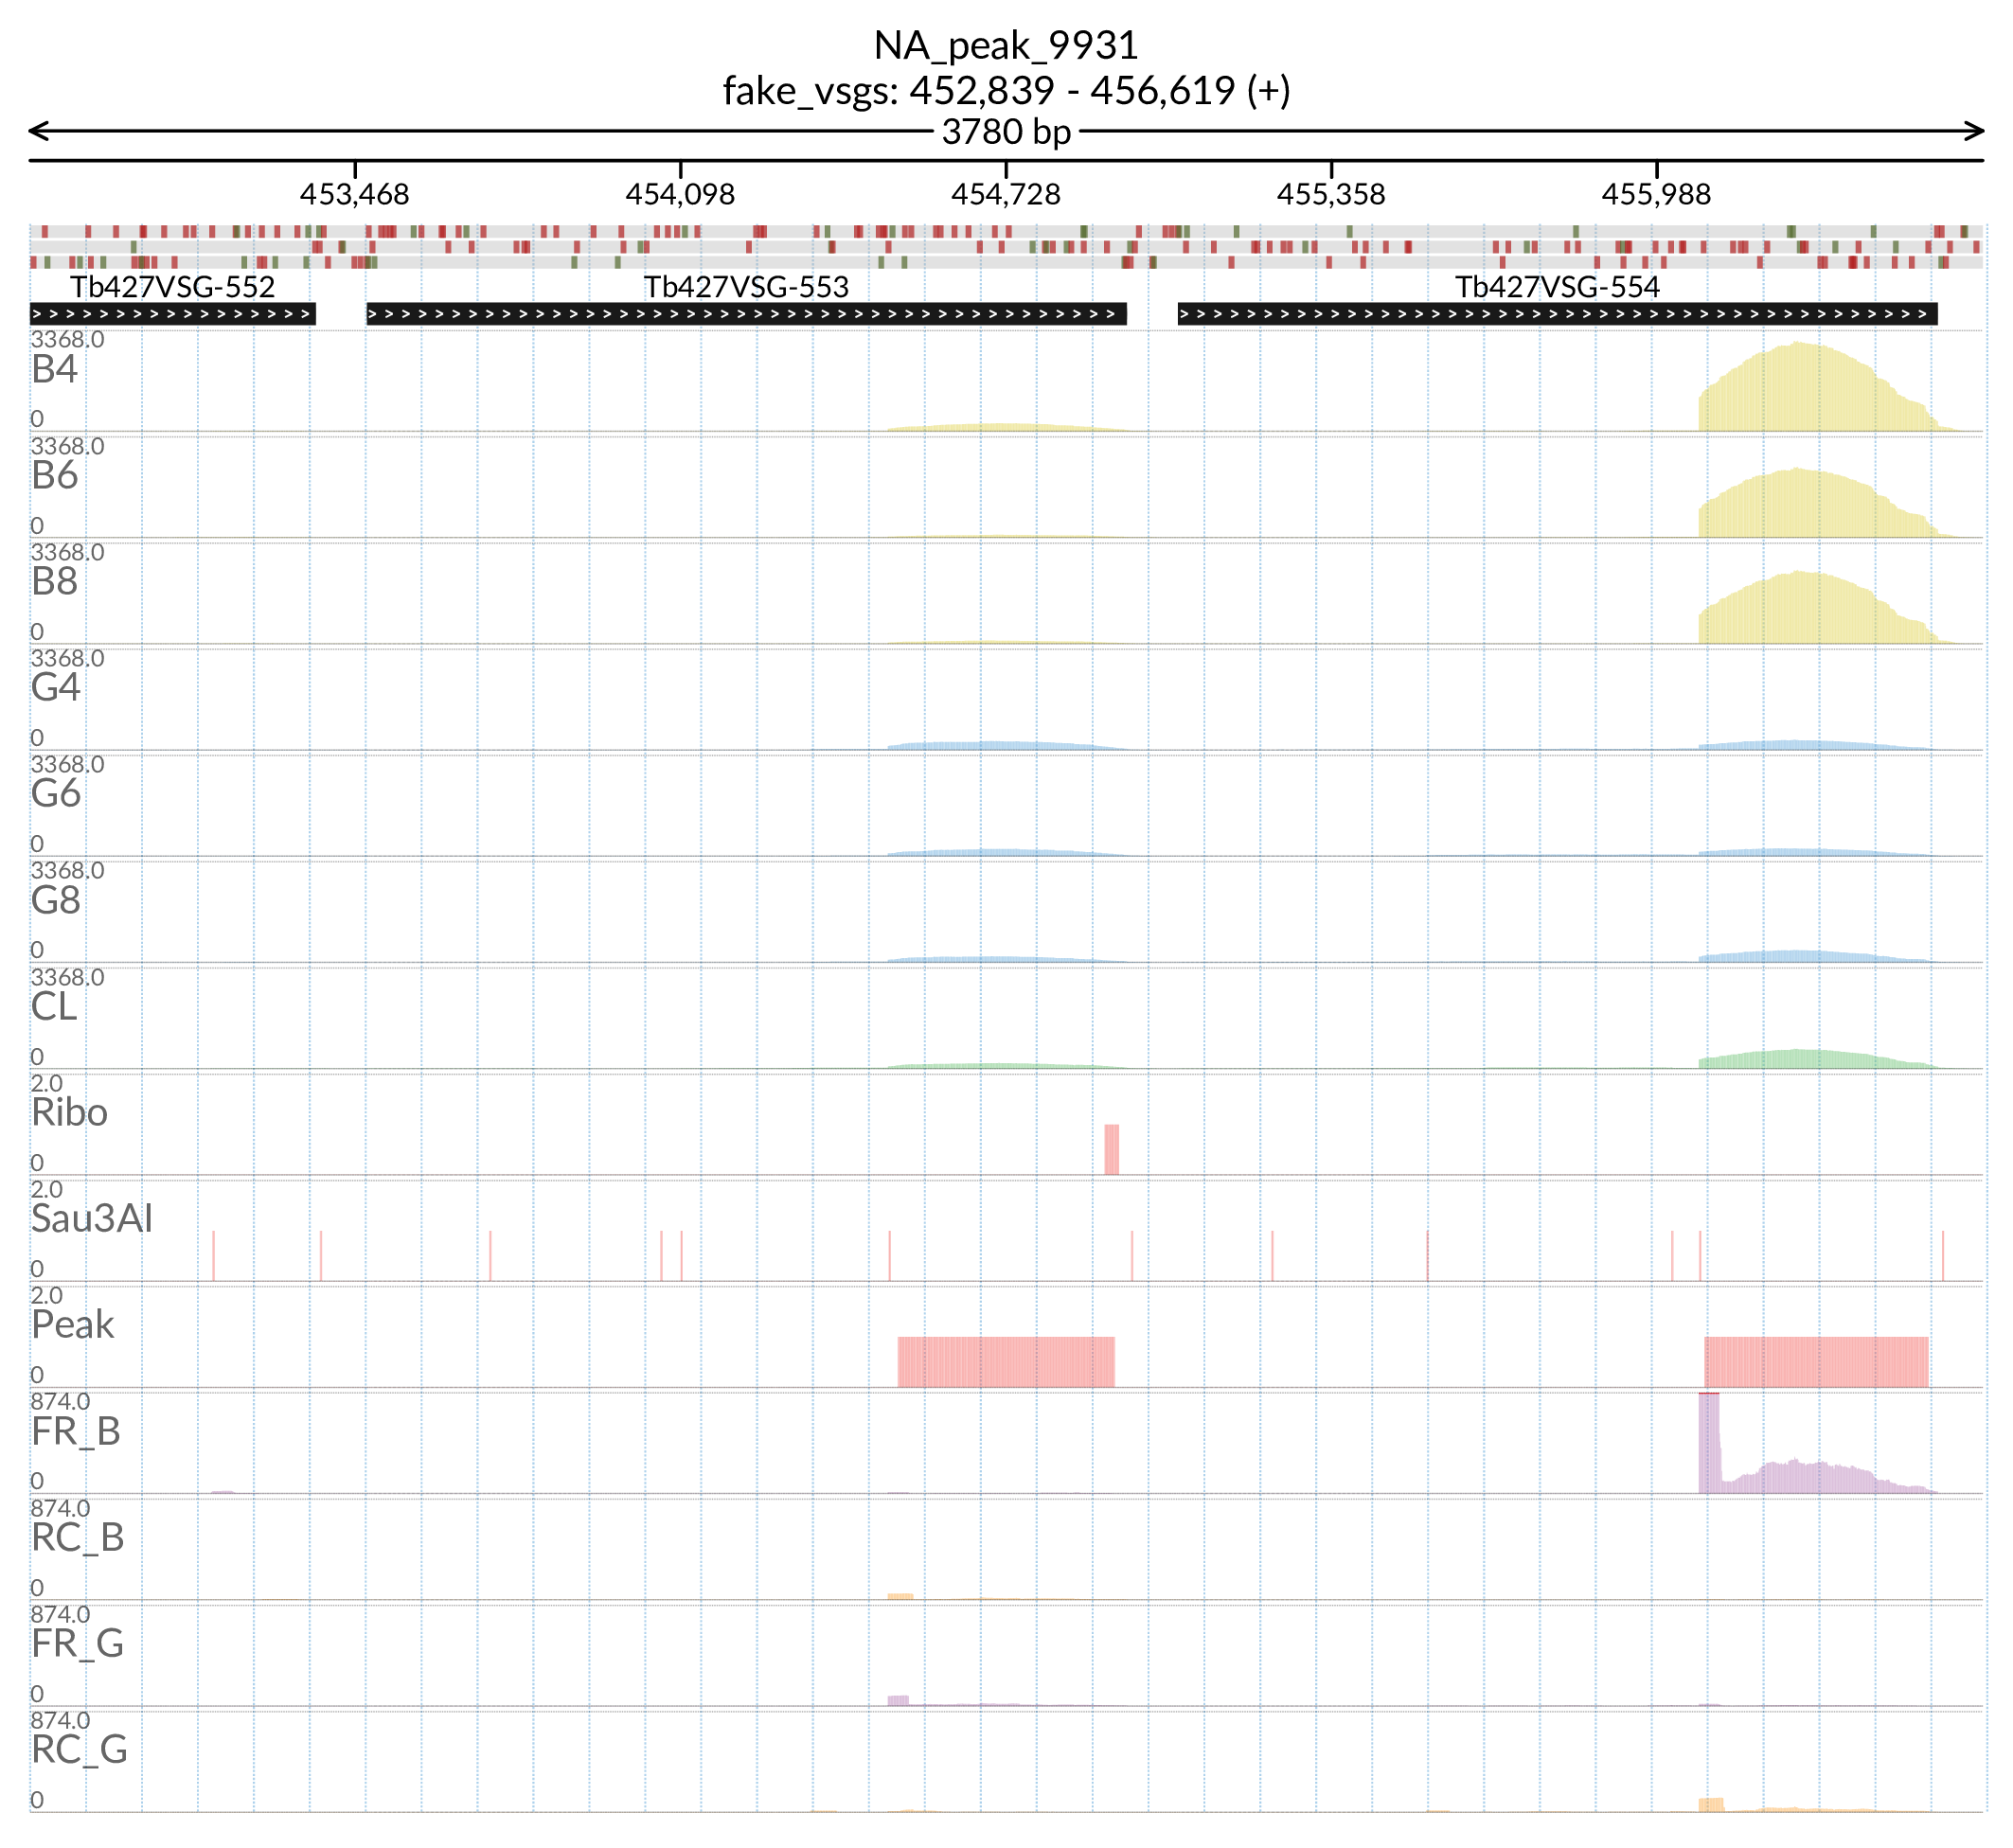 NA_peak_9931
fake_vsgs: 452,839 - 456,619 (+)
3780 bp
453,468 454,098 454,728 455,358 455,988
Tb427VSG-552 Tb427VSG-553 Tb427VSG-554
3368.0
B4
0
3368.0
B6
0
3368.0
B8
0
3368.0
G4
0
3368.0
G6
0
3368.0
G8
0
3368.0
CL
0
2.0
Ribo
0
2.0
Sau3AI
0
2.0
Peak
0
874.0
FR_B
0
874.0
RC_B
0
874.0
FR_G
0
874.0
RC_G
0